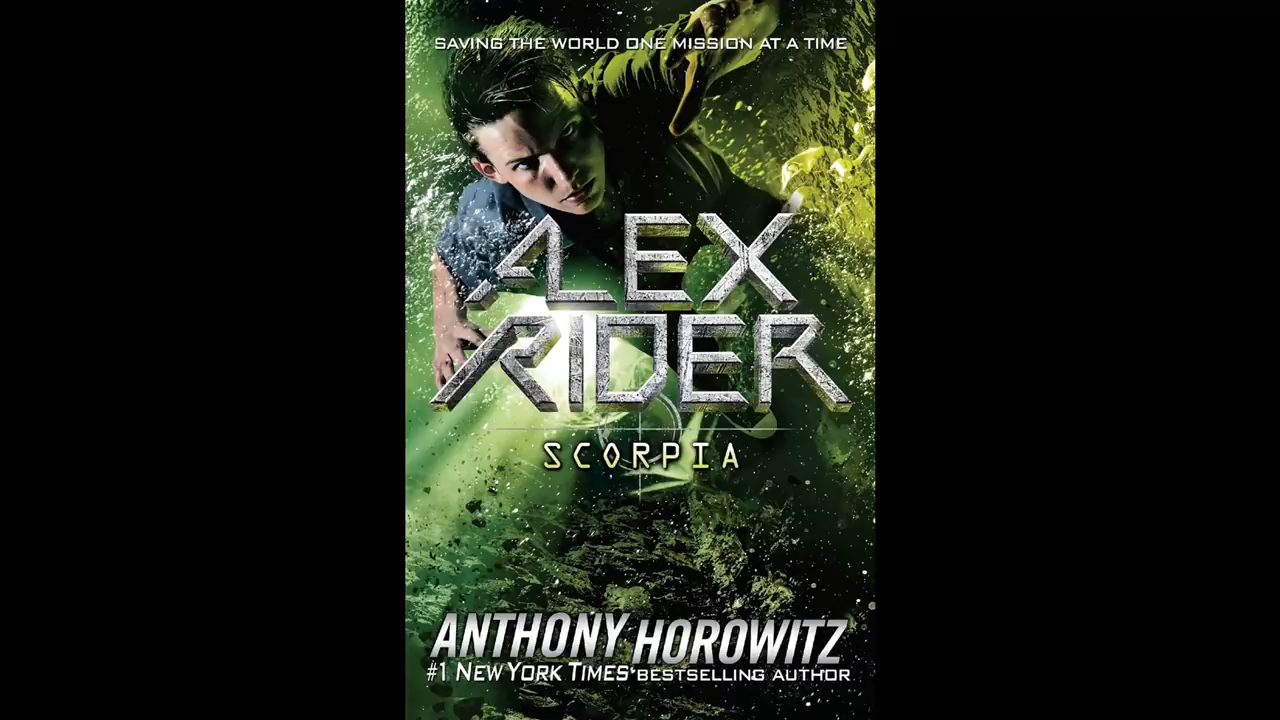 SAVING THE WORLD ONE MISSION AT A TIME
ALEX
RIDER
SCORPIA
ANTHONY HOROWITZ
#1 NEW YORK TIMES BESTSELLING AUTHOR